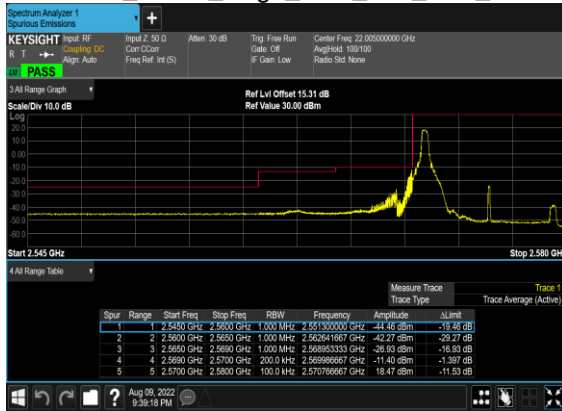 Spectrum Analyzer 1
Spurious Emissions
+
KEYSIGHT Input: RF Input Z: 50 Ω Atten: 30 dB Trig: Free Run Center Freq: 22.005000000 GHz
R T Coupling: DC Corr CCorr Gate: Off Avg|Hold: 100/100
Align: Auto Freq Ref: Int (S) IF Gain: Low Radio Std: None
PASS
3 All Range Graph
Ref Lvl Offset 15.31 dB
Scale/Div 10.0 dB Ref Value 30.00 dBm
Log
20.0
10.0
0.00
-10.0
-20.0
-30.0
-40.0
-50.0
-60.0
Start 2.545 GHz Stop 2.580 GH
4 All Range Table
Measure Trace Trace 1
Trace Type Trace Average (Active)
Spur Range Start Freq Stop Freq RBW Frequency Amplitude ΔLimit
1 1 2.5450 GHz 2.5600 GHz 1.000 MHz 2.551300000 GHz -44.46 dBm -19.46 dB
2 2 2.5600 GHz 2.5650 GHz 1.000 MHz 2.562641667 GHz -42.27 dBm -29.27 dB
3 3 2.5650 GHz 2.5690 GHz 1.000 MHz 2.568953333 GHz -26.93 dBm -16.93 dB
4 4 2.5690 GHz 2.5700 GHz 200.0 kHz 2.569986667 GHz -11.40 dBm -1.397 dB
5 5 2.5700 GHz 2.5800 GHz 100.0 kHz 2.570766667 GHz 18.47 dBm -11.53 dB
? Aug 09, 2022
9:39:18 PM